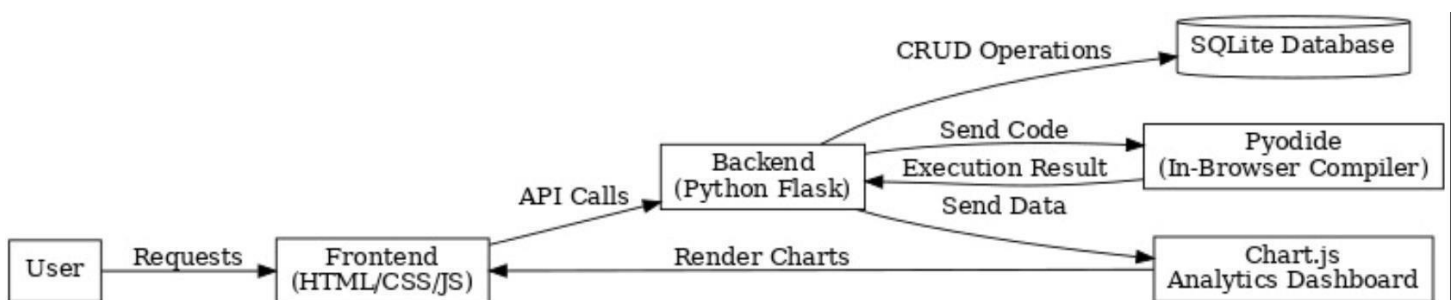 SQLite Database
CRUD Operations
Send Code
Pyodide
(In-Browser Compiler)
Backend
(Python Flask)
Execution Result
API Calls
Send Data
User
Requests
Frontend
(HTML/CSS/JS)
Render Charts
Chart.js
Analytics Dashboard